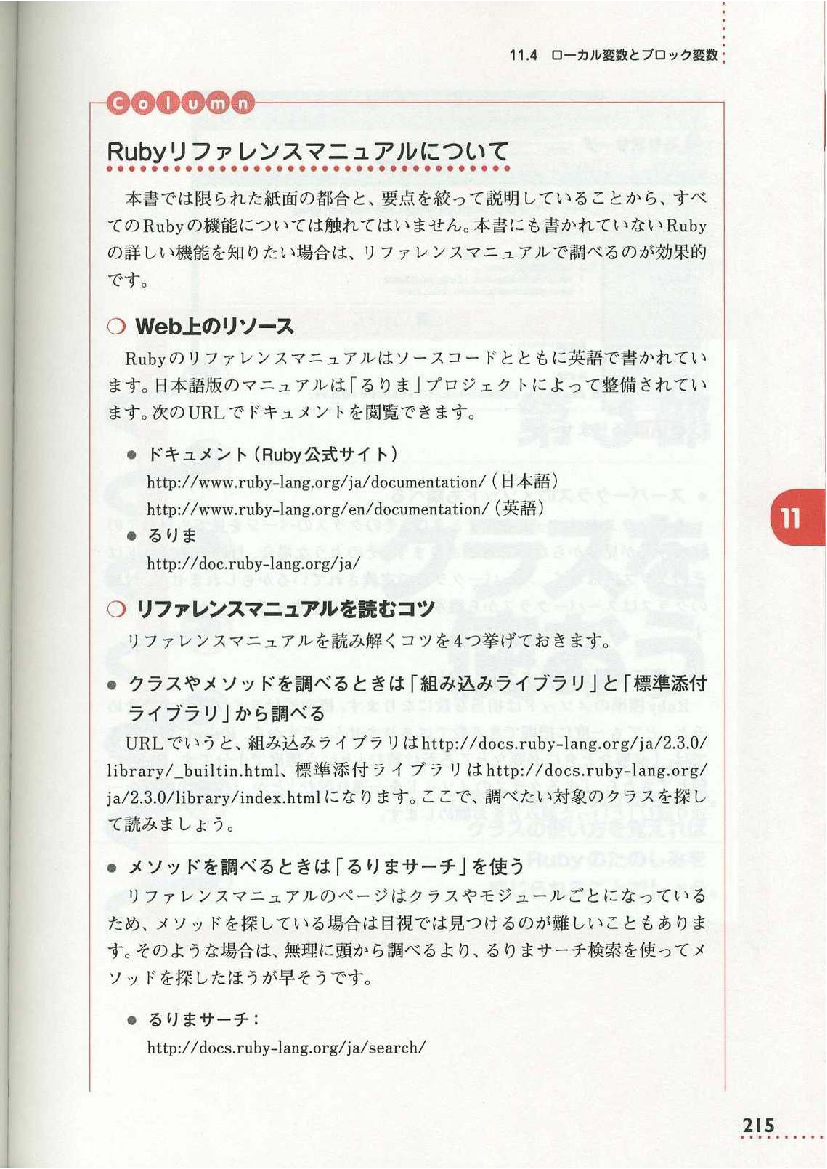 11.4 ローカル変数とブロック変数
Column
Rubyリファレンスマニュアルについて
本書では限られた紙面の都合と、要点を絞って説明していることから、すべ
てのRubyの機能については触れてはいません。本書にも書かれていないRuby
の詳しい機能を知りたい場合は、リファレンスマニュアルで調べるのが効果的
です。
❍ Web上のリソース
Rubyのリファレンスマニュアルはソースコードとともに英語で書かれてい
ます。日本語版のマニュアルは「るりま」プロジェクトによって整備されてい
ます。次のURLでドキュメントを閲覧できます。
● ドキュメント(Ruby公式サイト)
http://www.ruby-lang.org/ja/documentation/(日本語)
http://www.ruby-lang.org/en/documentation/(英語)
● るりま
http://doc.ruby-lang.org/ja/
11
❍ リファレンスマニュアルを読むコツ
リファレンスマニュアルを読み解くコツを4つ挙げておきます。
● クラスやメソッドを調べるときは「組み込みライブラリ」と「標準添付
ライブラリ」から調べる
URLでいうと、組み込みライブラリはhttp://docs.ruby-lang.org/ja/2.3.0/
library/_builtin.html、標準添付ライブラリはhttp://docs.ruby-lang.org/
ja/2.3.0/library/index.htmlになります。ここで、調べたい対象のクラスを探し
て読みましょう。
● メソッドを調べるときは「るりまサーチ」を使う
リファレンスマニュアルのページはクラスやモジュールごとになっている
ため、メソッドを探している場合は目視では見つけるのが難しいこともありま
す。そのような場合は、無理に頭から調べるより、るりまサーチ検索を使ってメ
ソッドを探したほうが早そうです。
● るりまサーチ:
http://docs.ruby-lang.org/ja/search/
215